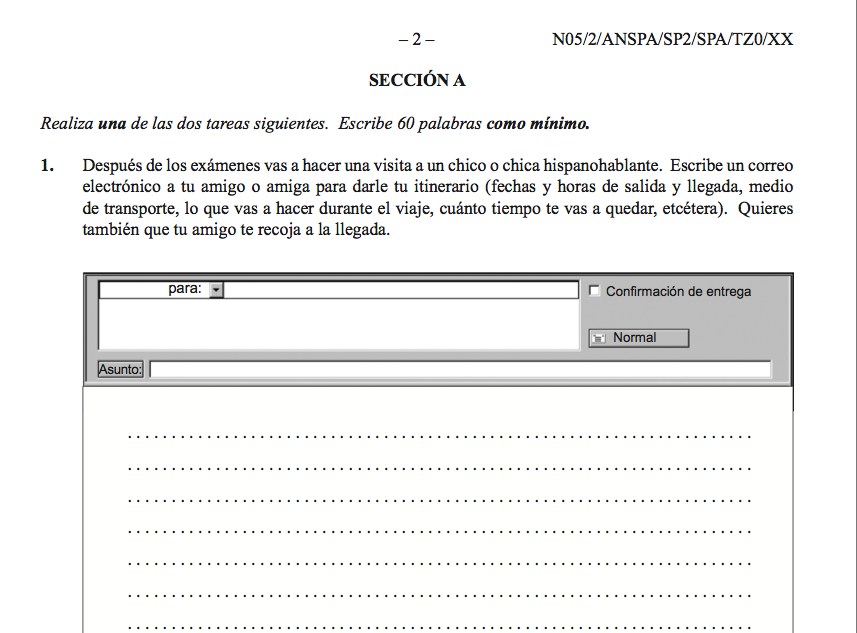 – 2 –
N05/2/ANSPA/SP2/SPA/TZ0/XX
SECCIÓN A
Realiza una de las dos tareas siguientes. Escribe 60 palabras como mínimo.
1. Después de los exámenes vas a hacer una visita a un chico o chica hispanohablante. Escribe un correo
electrónico a tu amigo o amiga para darle tu itinerario (fechas y horas de salida y llegada, medio
de transporte, lo que vas a hacer durante el viaje, cuánto tiempo te vas a quedar, etcétera). Quieres
también que tu amigo te recoja a la llegada.
para:
Confirmación de entrega
Normal
Asunto: